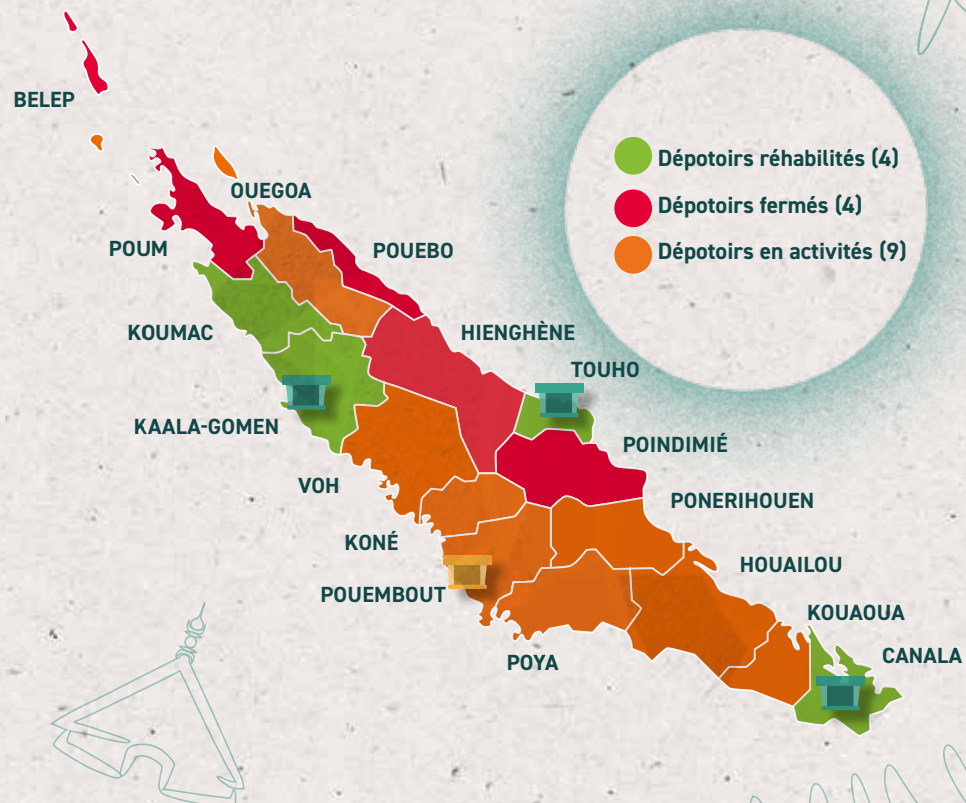 BELEP
Dépotoirs réhabilités (4)
OUEGOA
Dépotoirs fermés (4)
POUM
POUEBO
Dépotoirs en activités (9)
KOUMAC
HIENGHÈNE
TOUHO
KAALA-GOMEN
POINDIMIÉ
VOH
PONERIHOUEN
KONÉ
HOUAILOU
POUEMBOUT
KOUAOUA
POYA
CANALA